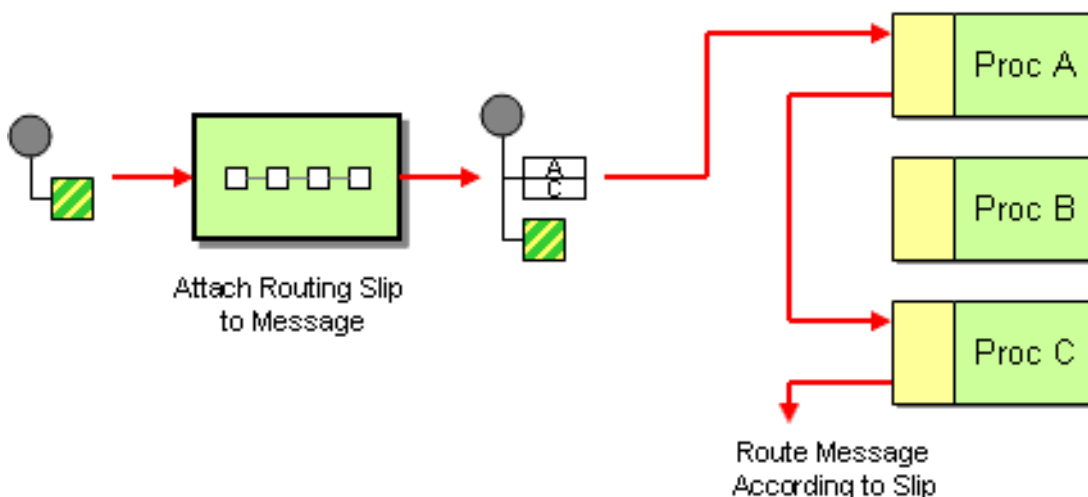 Attach Routing Slip
to Message
A
C
Proc A
Proc B
Proc C
Route Message
According to Slip